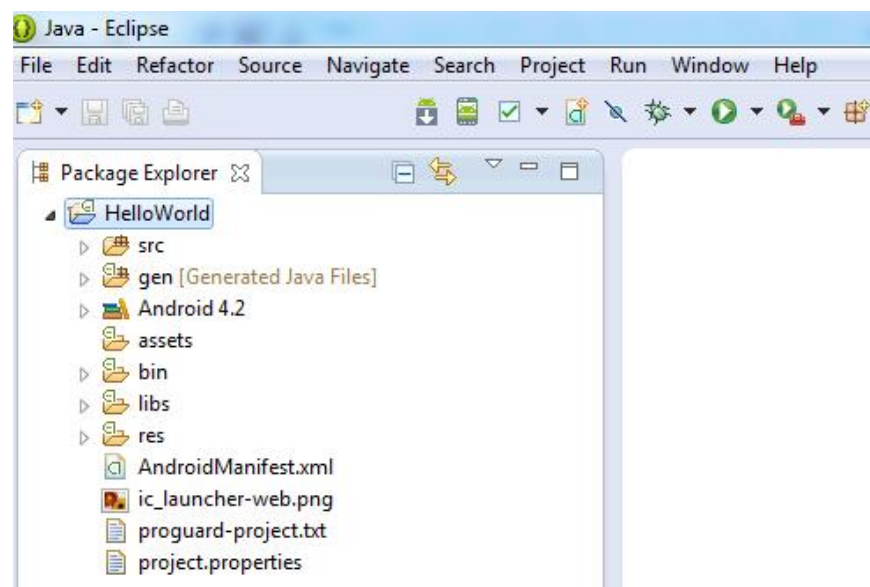 Java - Eclipse
File Edit Refactor Source Navigate Search Project Run Window Help
Package Explorer
HelloWorld
src
gen [Generated Java Files]
Android 4.2
assets
bin
libs
res
AndroidManifest.xml
ic_launcher-web.png
proguard-project.txt
project.properties